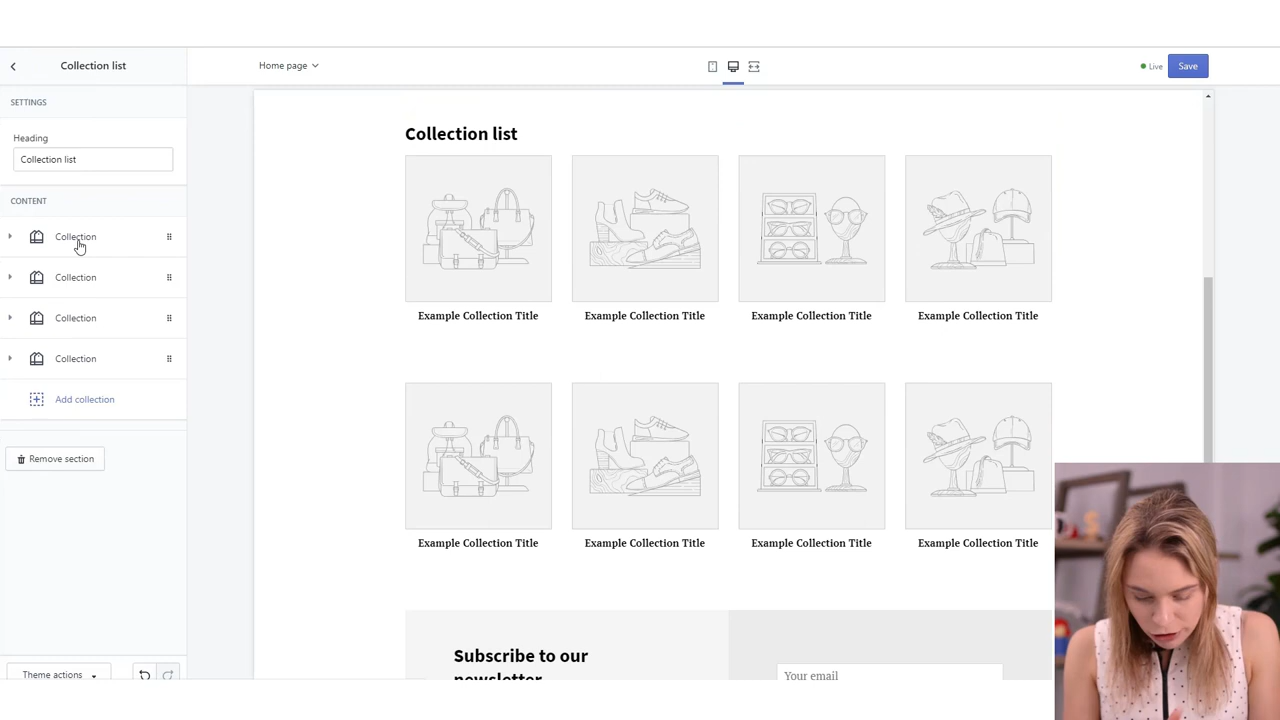 Collection list
Home page
Live
Save
SETTINGS
Heading
Collection list
CONTENT
Collection
Collection
Collection
Collection
Add collection
Remove section
Theme actions
Collection list
Example Collection Title
Example Collection Title
Example Collection Title
Example Collection Title
Example Collection Title
Example Collection Title
Example Collection Title
Example Collection Title
Subscribe to our
newsletter
Your email